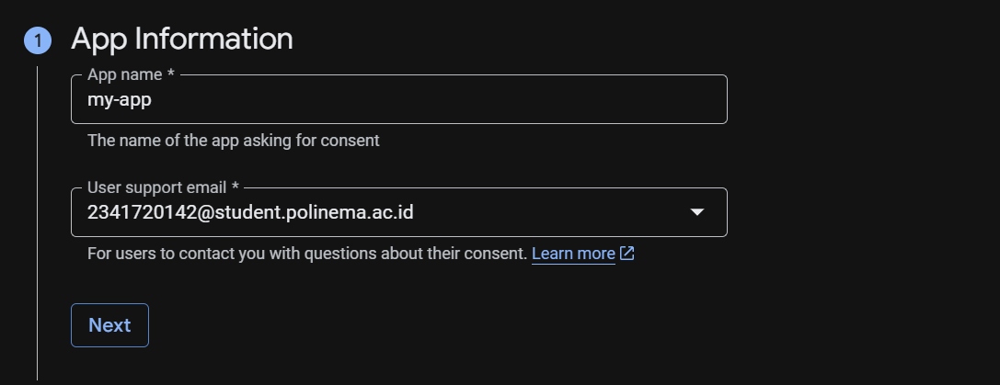 1
App Information
App name *
my-app
The name of the app asking for consent
User support email *
2341720142@student.polinema.ac.id
For users to contact you with questions about their consent. Learn more
Next